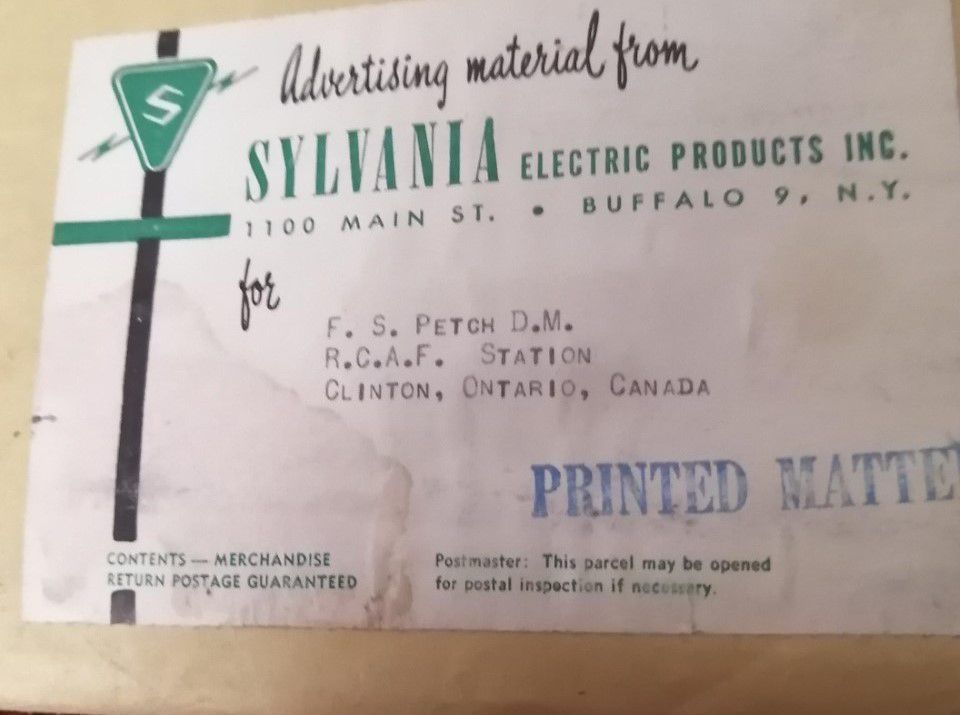 S
Advertising material from
SYLVANIA ELECTRIC PRODUCTS INC.
1100 MAIN ST. • BUFFALO 9, N.Y.
for
F. S. PETCH D.M.
R.C.A.F. STATION
CLINTON, ONTARIO, CANADA
PRINTED MATTE
CONTENTS — MERCHANDISE
RETURN POSTAGE GUARANTEED
Postmaster: This parcel may be opened
for postal inspection if necessary.